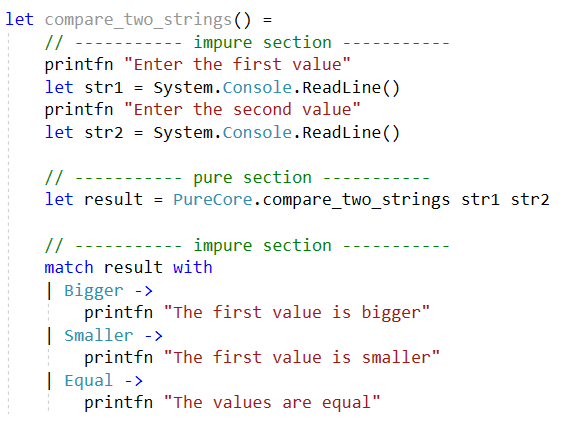 let compare_two_strings() =
// ----------- impure section -----------
printfn "Enter the first value"
let str1 = System.Console.ReadLine()
printfn "Enter the second value"
let str2 = System.Console.ReadLine()
// ----------- pure section -----------
let result = PureCore.compare_two_strings str1 str2
// ----------- impure section -----------
match result with
| Bigger ->
printfn "The first value is bigger"
| Smaller ->
printfn "The first value is smaller"
| Equal ->
printfn "The values are equal"